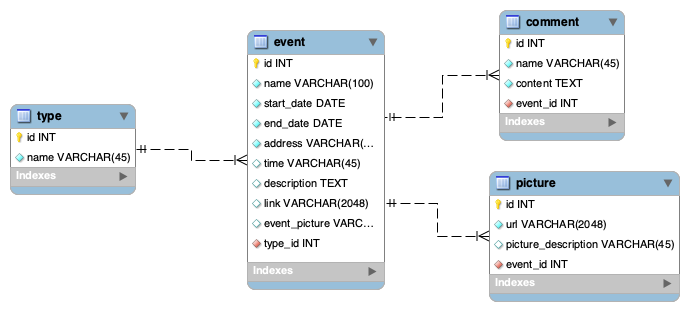 type
id INT
name VARCHAR(45)
Indexes
event
id INT
name VARCHAR(100)
start_date DATE
end_date DATE
address VARCHAR(...
time VARCHAR(45)
description TEXT
link VARCHAR(2048)
event_picture VARC...
type_id INT
Indexes
comment
id INT
name VARCHAR(45)
content TEXT
event_id INT
Indexes
picture
id INT
url VARCHAR(2048)
picture_description VARCHAR(45)
event_id INT
Indexes